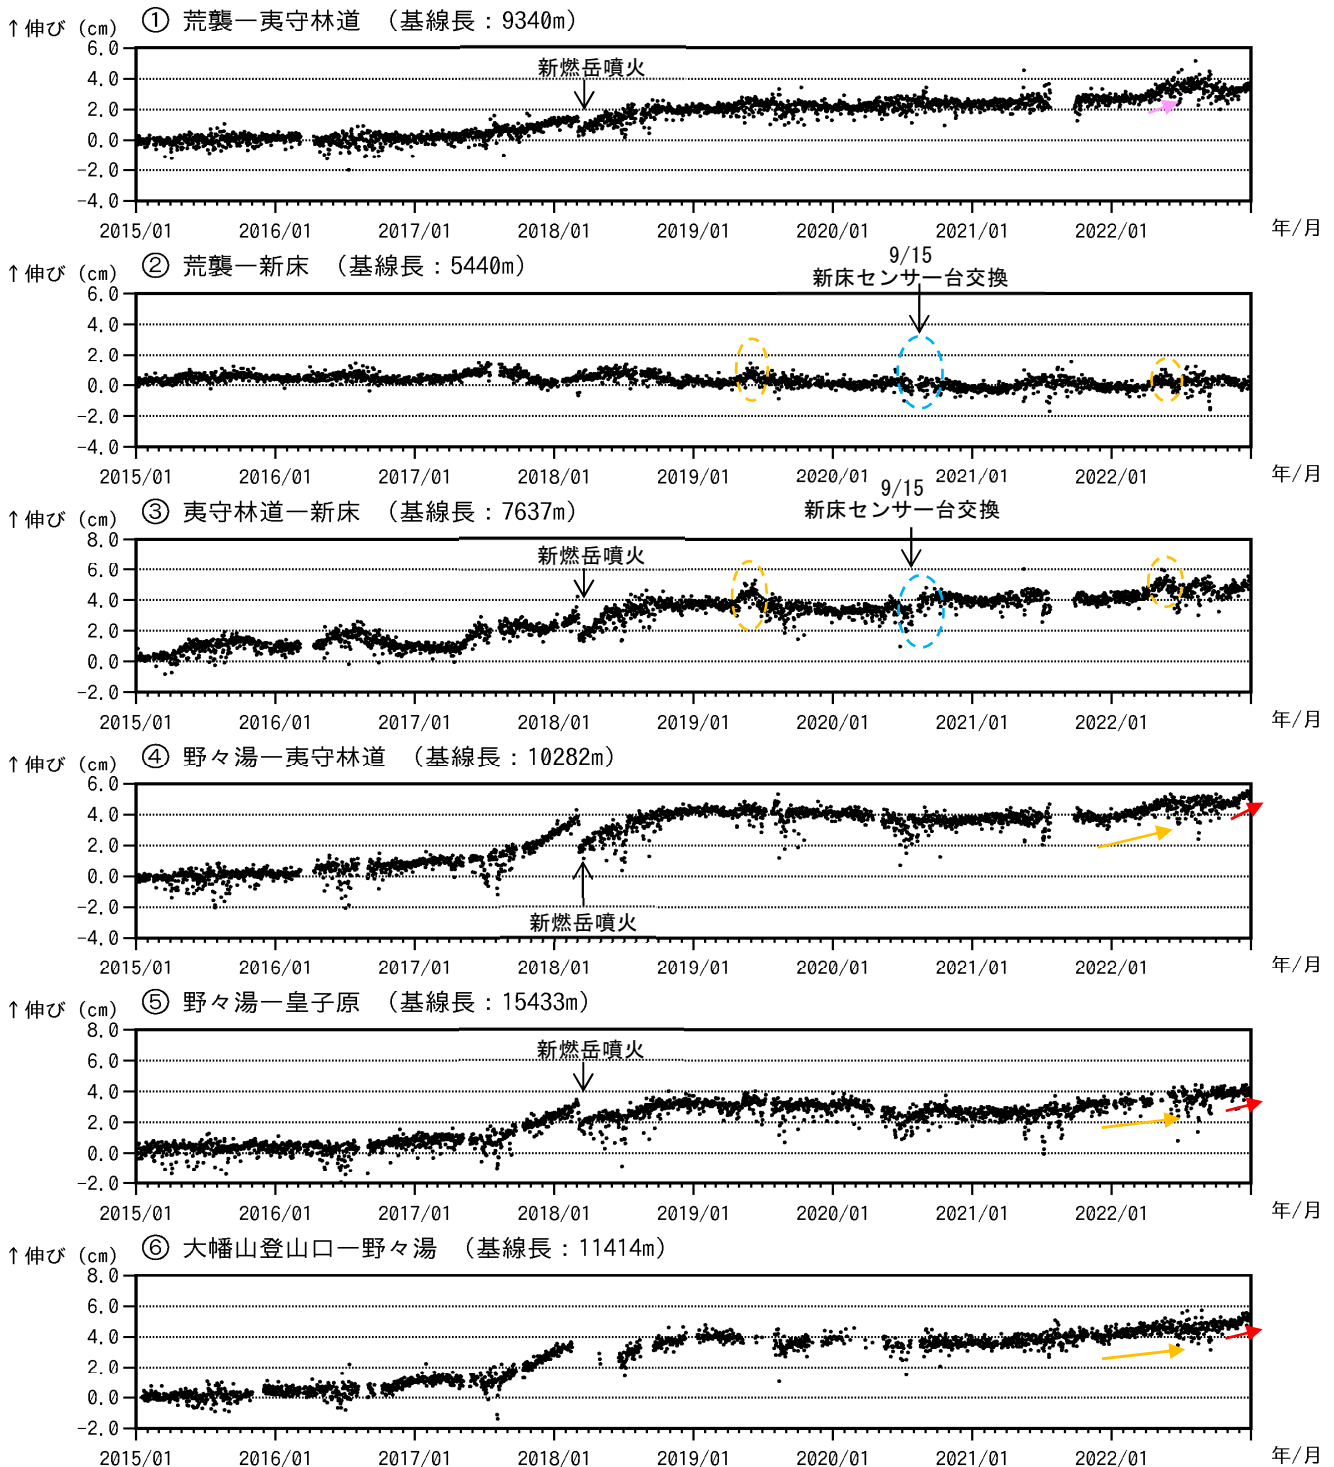 ① 荒襲ー夷守林道 (基線長：9340m)
↑伸び (cm)
6.0
新燃岳噴火
4.0
2.0
0.0
-2.0
-4.0
2015/01 2016/01 2017/01 2018/01 2019/01 2020/01 2021/01 2022/01 年/月
② 荒襲ー新床 (基線長：5440m)
↑伸び (cm)
9/15
新床センサー台交換
6.0
4.0
2.0
0.0
-2.0
-4.0
2015/01 2016/01 2017/01 2018/01 2019/01 2020/01 2021/01 2022/01 年/月
③ 夷守林道ー新床 (基線長：7637m)
↑伸び (cm)
9/15
新床センサー台交換
8.0
新燃岳噴火
6.0
4.0
2.0
0.0
-2.0
2015/01 2016/01 2017/01 2018/01 2019/01 2020/01 2021/01 2022/01 年/月
④ 野々湯ー夷守林道 (基線長：10282m)
↑伸び (cm)
6.0
4.0
2.0
0.0
-2.0
新燃岳噴火
-4.0
2015/01 2016/01 2017/01 2018/01 2019/01 2020/01 2021/01 2022/01 年/月
⑤ 野々湯ー皇子原 (基線長：15433m)
↑伸び (cm)
8.0
新燃岳噴火
6.0
4.0
2.0
0.0
-2.0
2015/01 2016/01 2017/01 2018/01 2019/01 2020/01 2021/01 2022/01 年/月
⑥ 大幡山登山口ー野々湯 (基線長：11414m)
↑伸び (cm)
8.0
6.0
4.0
2.0
0.0
-2.0
2015/01 2016/01 2017/01 2018/01 2019/01 2020/01 2021/01 2022/01 年/月